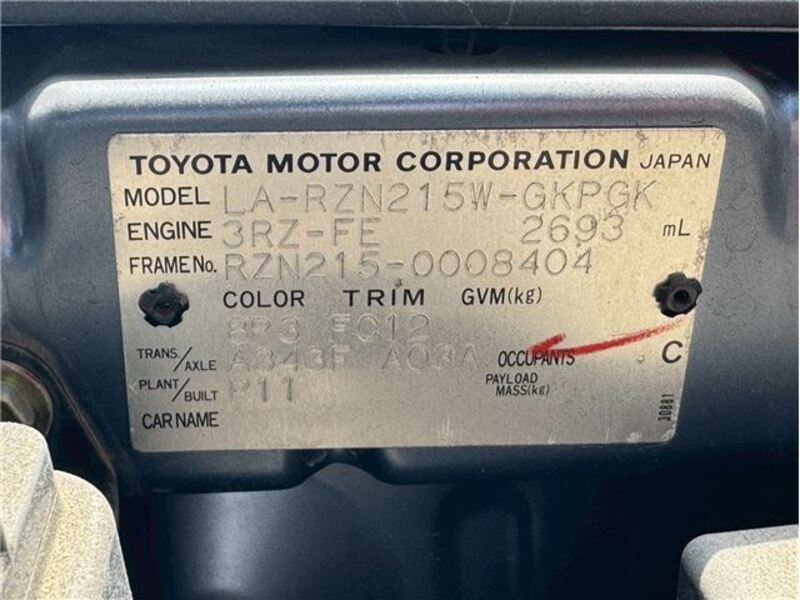 TOYOTA MOTOR CORPORATION JAPAN
MODEL LA-RZN215W-GKPGK
ENGINE 3RZ-FE 2693 mL
FRAME No. RZN215-0008404
COLOR TRIM GVM(kg)
8R3 FC12
TRANS./AXLE A343F A03A OCCUPANTS C
PLANT/BUILT P11 PAYLOAD MASS(kg)
CAR NAME
30881